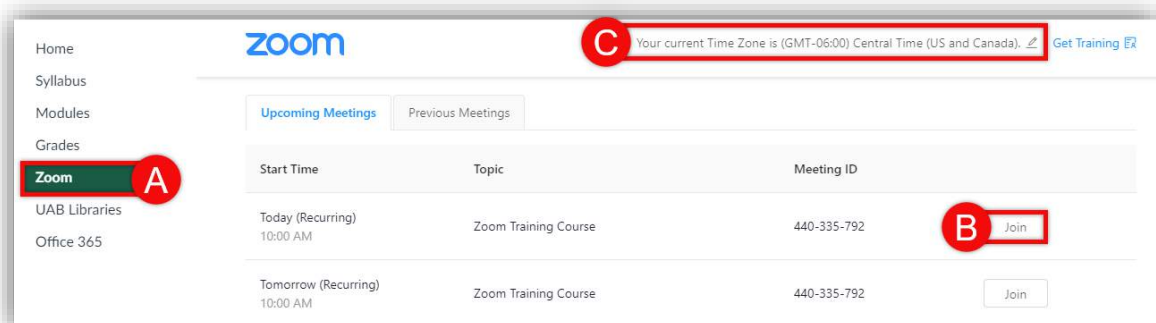 Home
Syllabus
Modules
Grades
Zoom
A
UAB Libraries
Office 365
zoom
C
Your current Time Zone is (GMT-06:00) Central Time (US and Canada).
Get Training
Upcoming Meetings
Previous Meetings
Start Time Topic Meeting ID
Today (Recurring)
10:00 AM
Zoom Training Course
440-335-792
B
Join
Tomorrow (Recurring)
10:00 AM
Zoom Training Course
440-335-792
Join